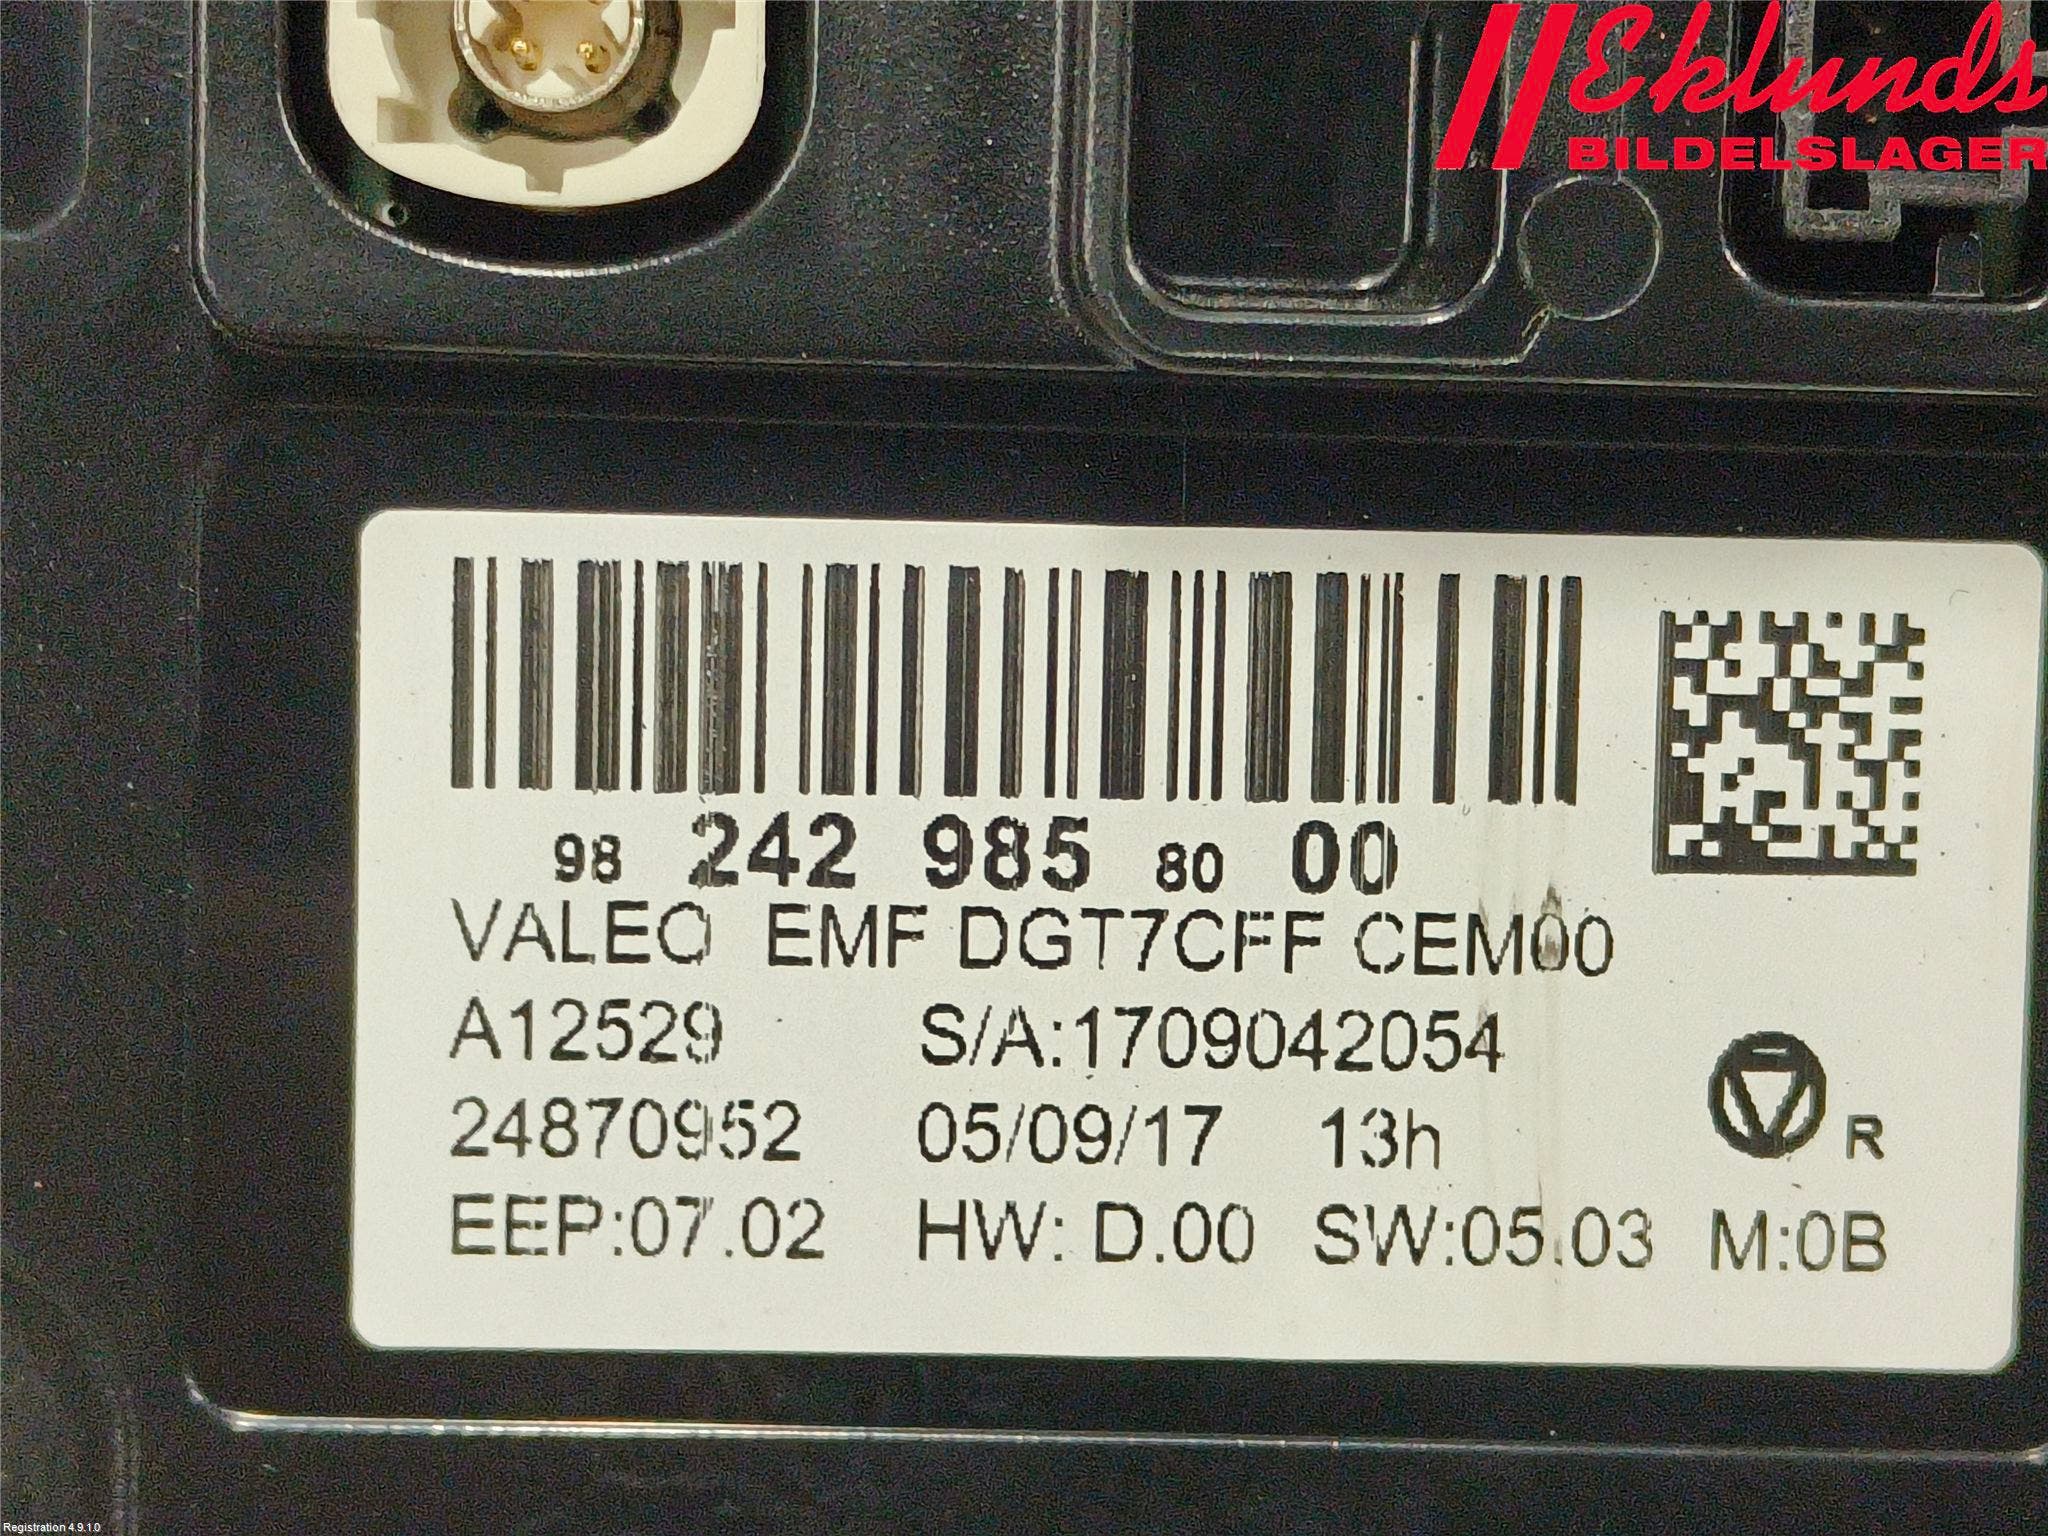 Eklunds
BILDELSLAGER
98 242 985 80 00
VALEO EMF DGT7CFF CEM00
A12529 S/A:1709042054
24870952 05/09/17 13h
R
EEP:07.02 HW: D.00 SW:05.03 M:0B
Registration 4.9.1.0